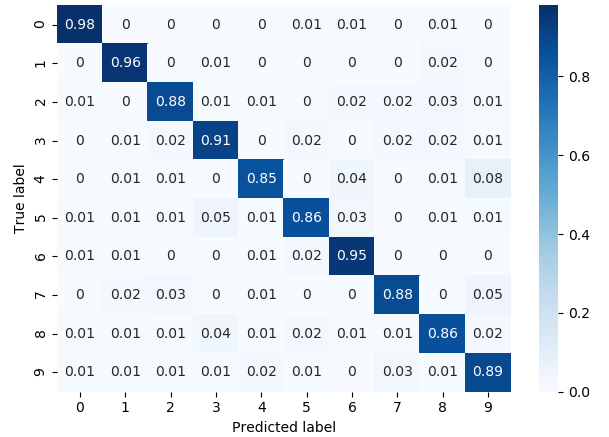 0 0.98 0 0 0 0 0.01 0.01 0 0.01 0
1 0 0.96 0 0.01 0 0 0 0 0.02 0
2 0.01 0 0.88 0.01 0.01 0 0.02 0.02 0.03 0.01
3 0 0.01 0.02 0.91 0 0.02 0 0.02 0.02 0.01
4 0 0.01 0.01 0 0.85 0 0.04 0 0.01 0.08
5 0.01 0.01 0.01 0.05 0.01 0.86 0.03 0 0.01 0.01
6 0.01 0.01 0 0 0.01 0.02 0.95 0 0 0
7 0 0.02 0.03 0 0.01 0 0 0.88 0 0.05
8 0.01 0.01 0.01 0.04 0.01 0.02 0.01 0.01 0.86 0.02
9 0.01 0.01 0.01 0.01 0.02 0.01 0 0.03 0.01 0.89
0 1 2 3 4 5 6 7 8 9
Predicted label
True label
0.8
0.6
0.4
0.2
0.0